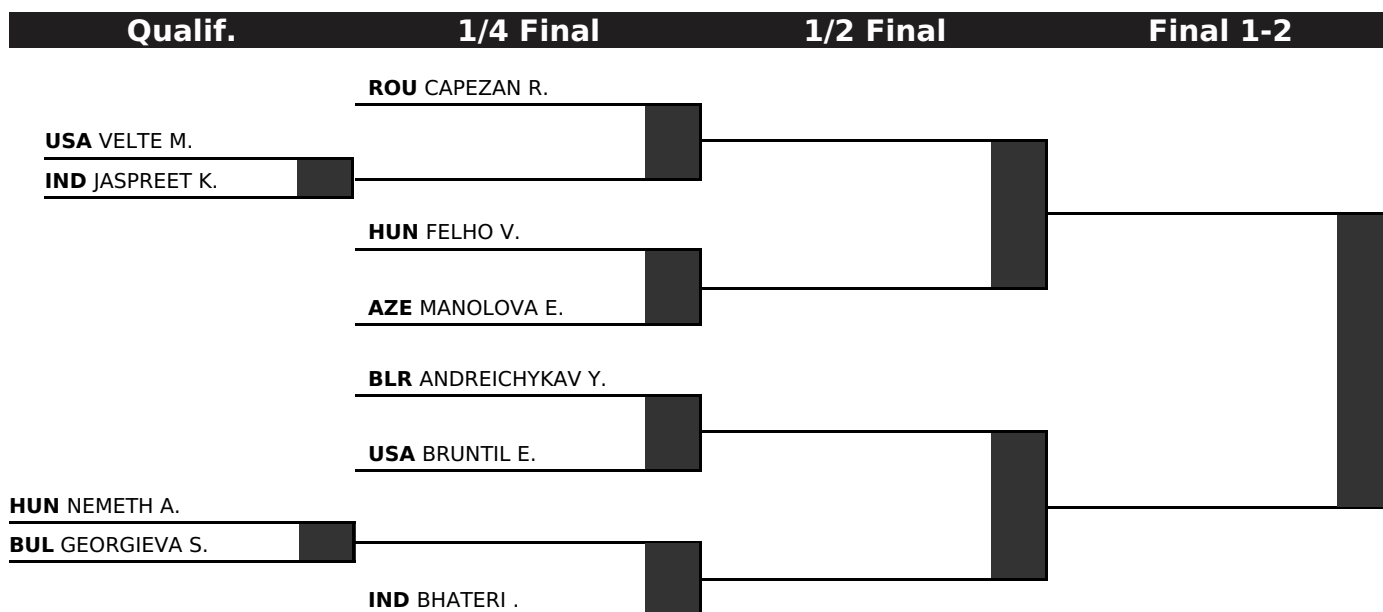 Qualif. 1/4 Final 1/2 Final Final 1-2
ROU CAPEZAN R.
USA VELTE M.
IND JASPREET K.
HUN FELHO V.
AZE MANOLOVA E.
BLR ANDREICHYKAV Y.
USA BRUNTIL E.
HUN NEMETH A.
BUL GEORGIEVA S.
IND BHATERI .